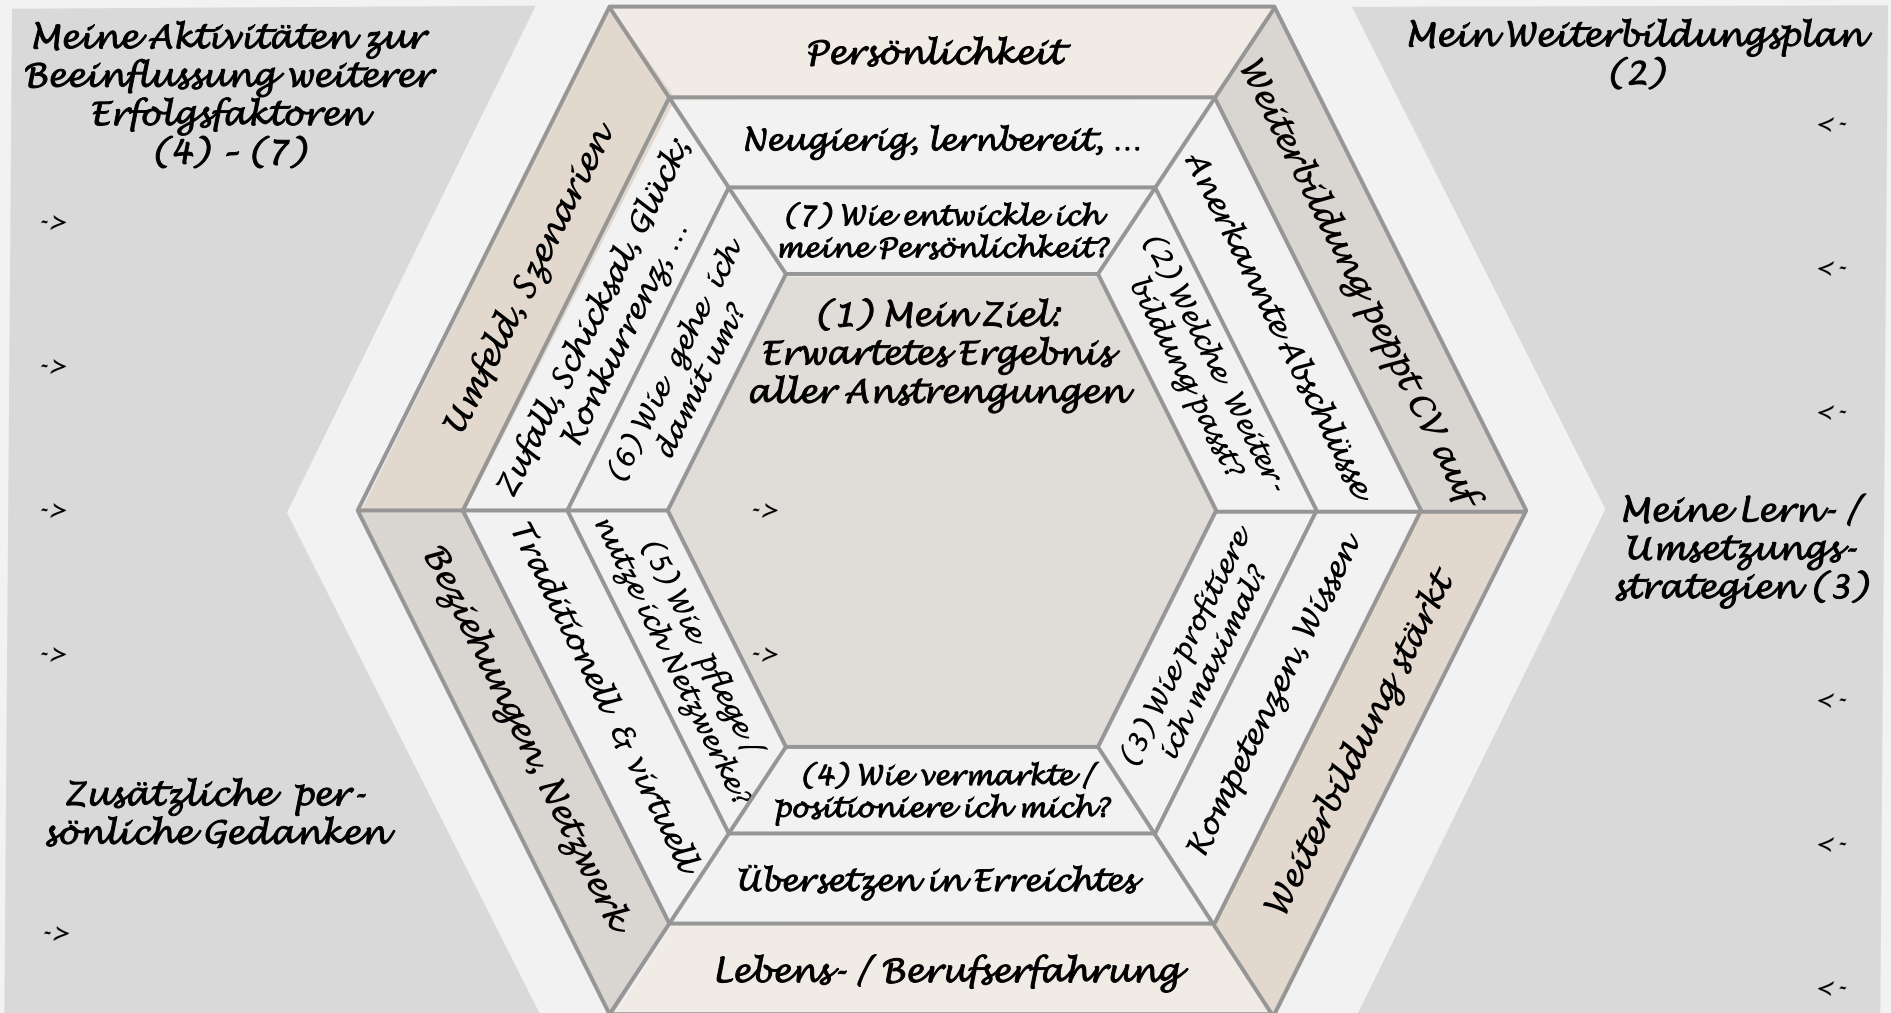 Meine Aktivitäten zur
Beeinflussung weiterer
Erfolgsfaktoren
(4) - (7)
->
->
->
->
Zusätzliche per-
sönliche Gedanken
->
Persönlichkeit
Neugierig, lernbereit, ...
(7) Wie entwickle ich
meine Persönlichkeit?
Umfeld, Szenarien
Zufall, Schicksal, Glück;
Konkurrenz, ...
(6) Wie gehe ich
damit um?
(1) Mein Ziel:
Erwartetes Ergebnis
aller Anstrengungen
->
->
Weiterbildung peppt CV auf
Anerkannte Abschlüsse
(2) Welche Weiter-
bildung passt?
Beziehungen, Netzwerk
Traditionell & virtuell
(5) Wie pflege /
nutze ich Netzwerke?
(3) Wie profitiere
ich maximal?
Kompetenzen, Wissen
Weiterbildung stärkt
(4) Wie vermarkte /
positioniere ich mich?
Übersetzen in Erreichtes
Lebens- / Berufserfahrung
Mein Weiterbildungsplan
(2)
<-
<-
<-
Meine Lern- /
Umsetzungs-
strategien (3)
<-
<-
<-